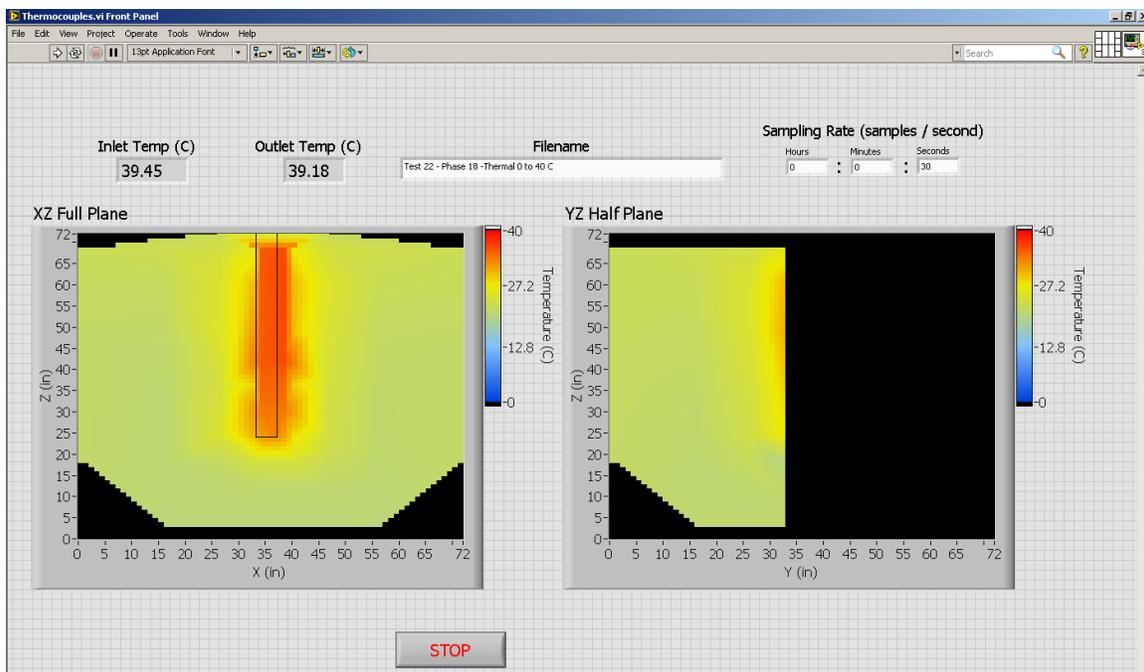 Thermocouples.vi Front Panel
File Edit View Project Operate Tools Window Help
13pt Application Font
Search
Inlet Temp (C)
39.45
Outlet Temp (C)
39.18
Filename
Test 22 - Phase 18 -Thermal 0 to 40 C
Sampling Rate (samples / second)
Hours Minutes Seconds
0 : 0 : 30
XZ Full Plane
72
65
60
55
50
45
40
35
30
25
20
15
10
5
0
Z (in)
0 5 10 15 20 25 30 35 40 45 50 55 60 65 72
X (in)
40
27.2
12.8
0
Temperature (C)
YZ Half Plane
72
65
60
55
50
45
40
35
30
25
20
15
10
5
0
Z (in)
0 5 10 15 20 25 30 35 40 45 50 55 60 65 72
Y (in)
40
27.2
12.8
0
Temperature (C)
STOP